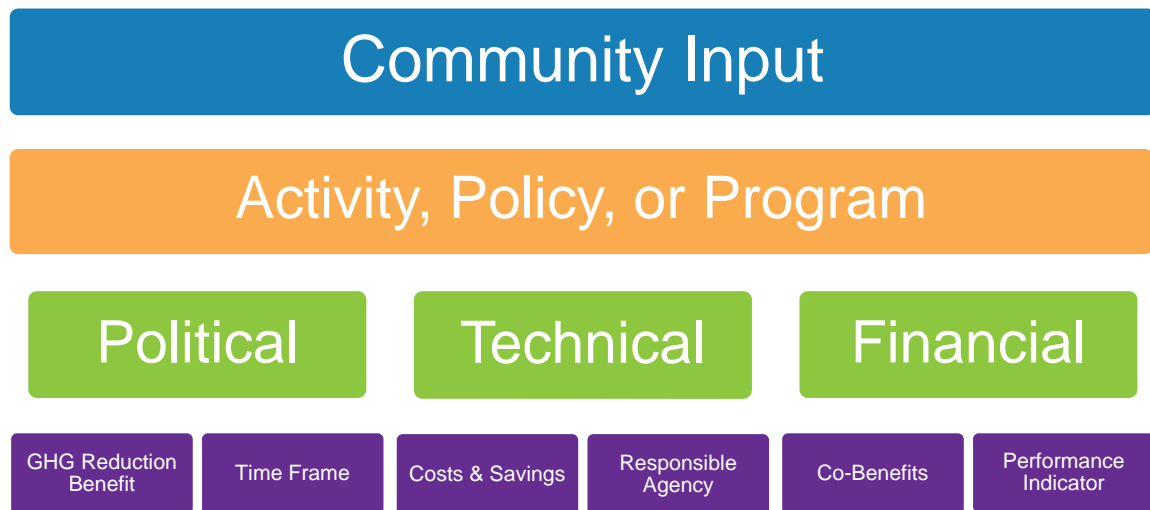 Community Input
Activity, Policy, or Program
Political
Technical
Financial
GHG Reduction
Benefit
Time Frame
Costs & Savings
Responsible
Agency
Co-Benefits
Performance
Indicator